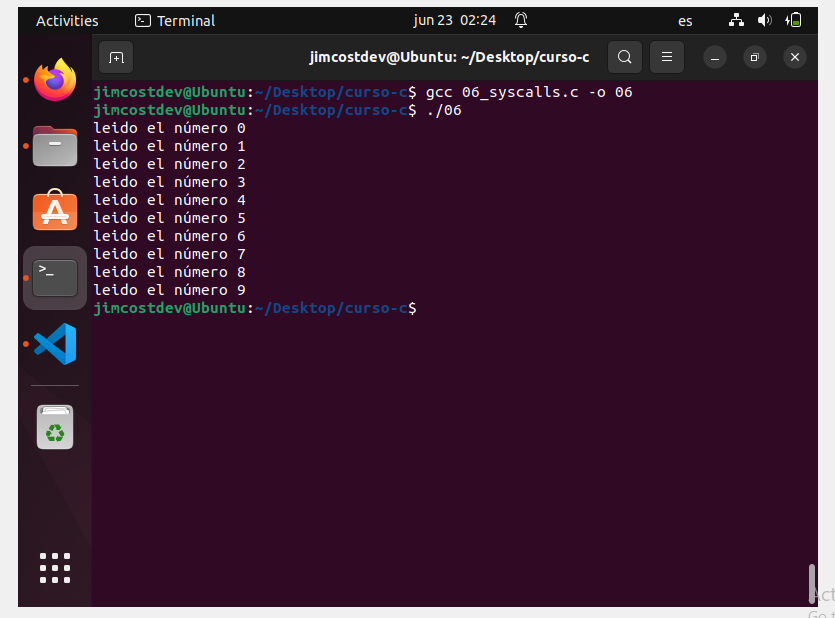 Activities Terminal jun 23 02:24 es
jimcostdev@Ubuntu: ~/Desktop/curso-c
jimcostdev@Ubuntu:~/Desktop/curso-c$ gcc 06_syscalls.c -o 06
jimcostdev@Ubuntu:~/Desktop/curso-c$ ./06
leido el número 0
leido el número 1
leido el número 2
leido el número 3
leido el número 4
leido el número 5
leido el número 6
leido el número 7
leido el número 8
leido el número 9
jimcostdev@Ubuntu:~/Desktop/curso-c$